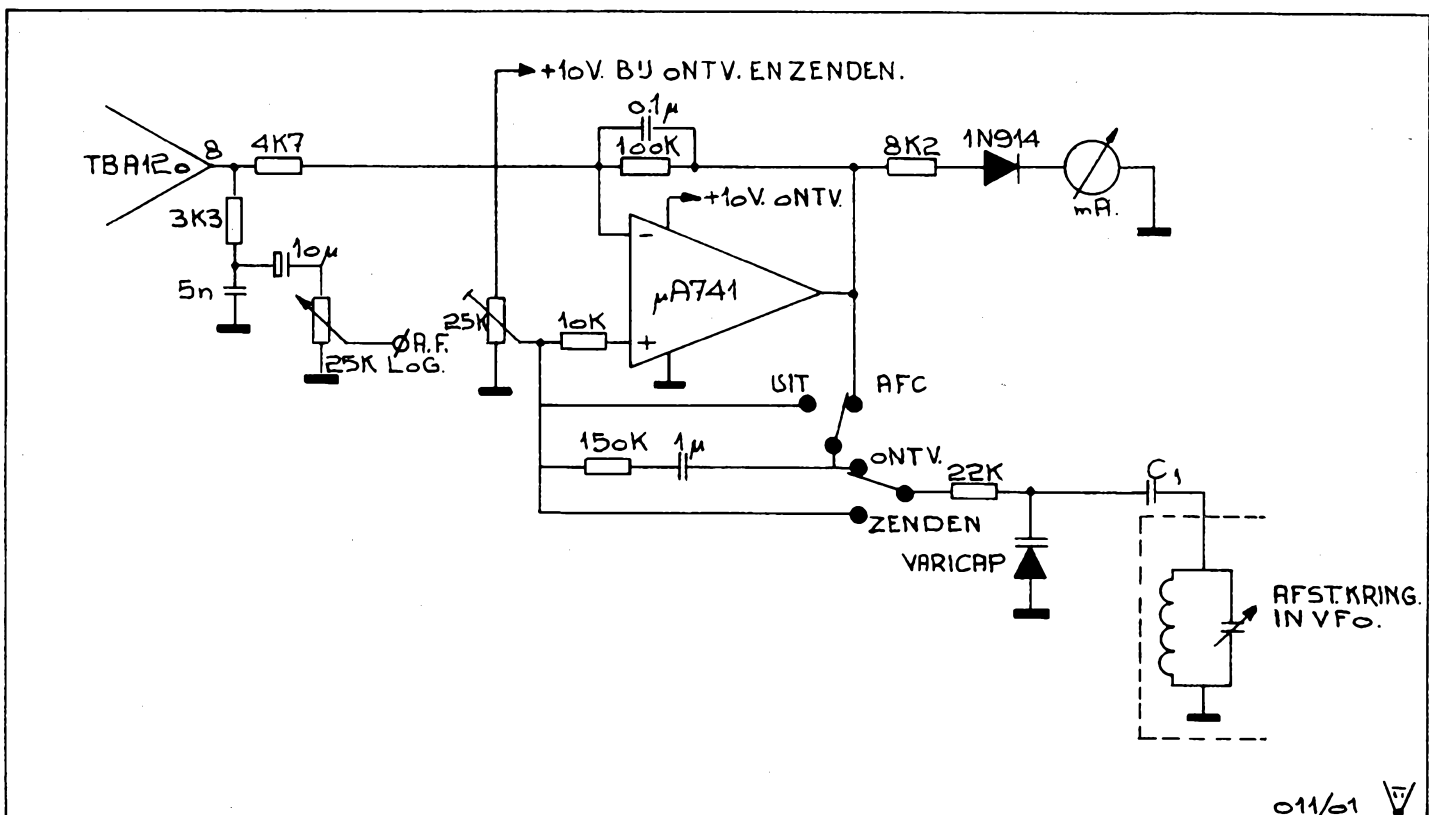 +10V. BIJ ONTV. EN ZENDEN.
0.1µ
TBA120
8
4K7
100K
8K2
1N914
mA.
+10V. ONTV.
3K3
10µ
5n
25K LOG.
A.F.
25K
10K
-
+
µA741
UIT
AFC
150K
1µ
ONTV.
22K
C1
ZENDEN
VARICAP
AFST.KRING.
IN VFO.
011/01